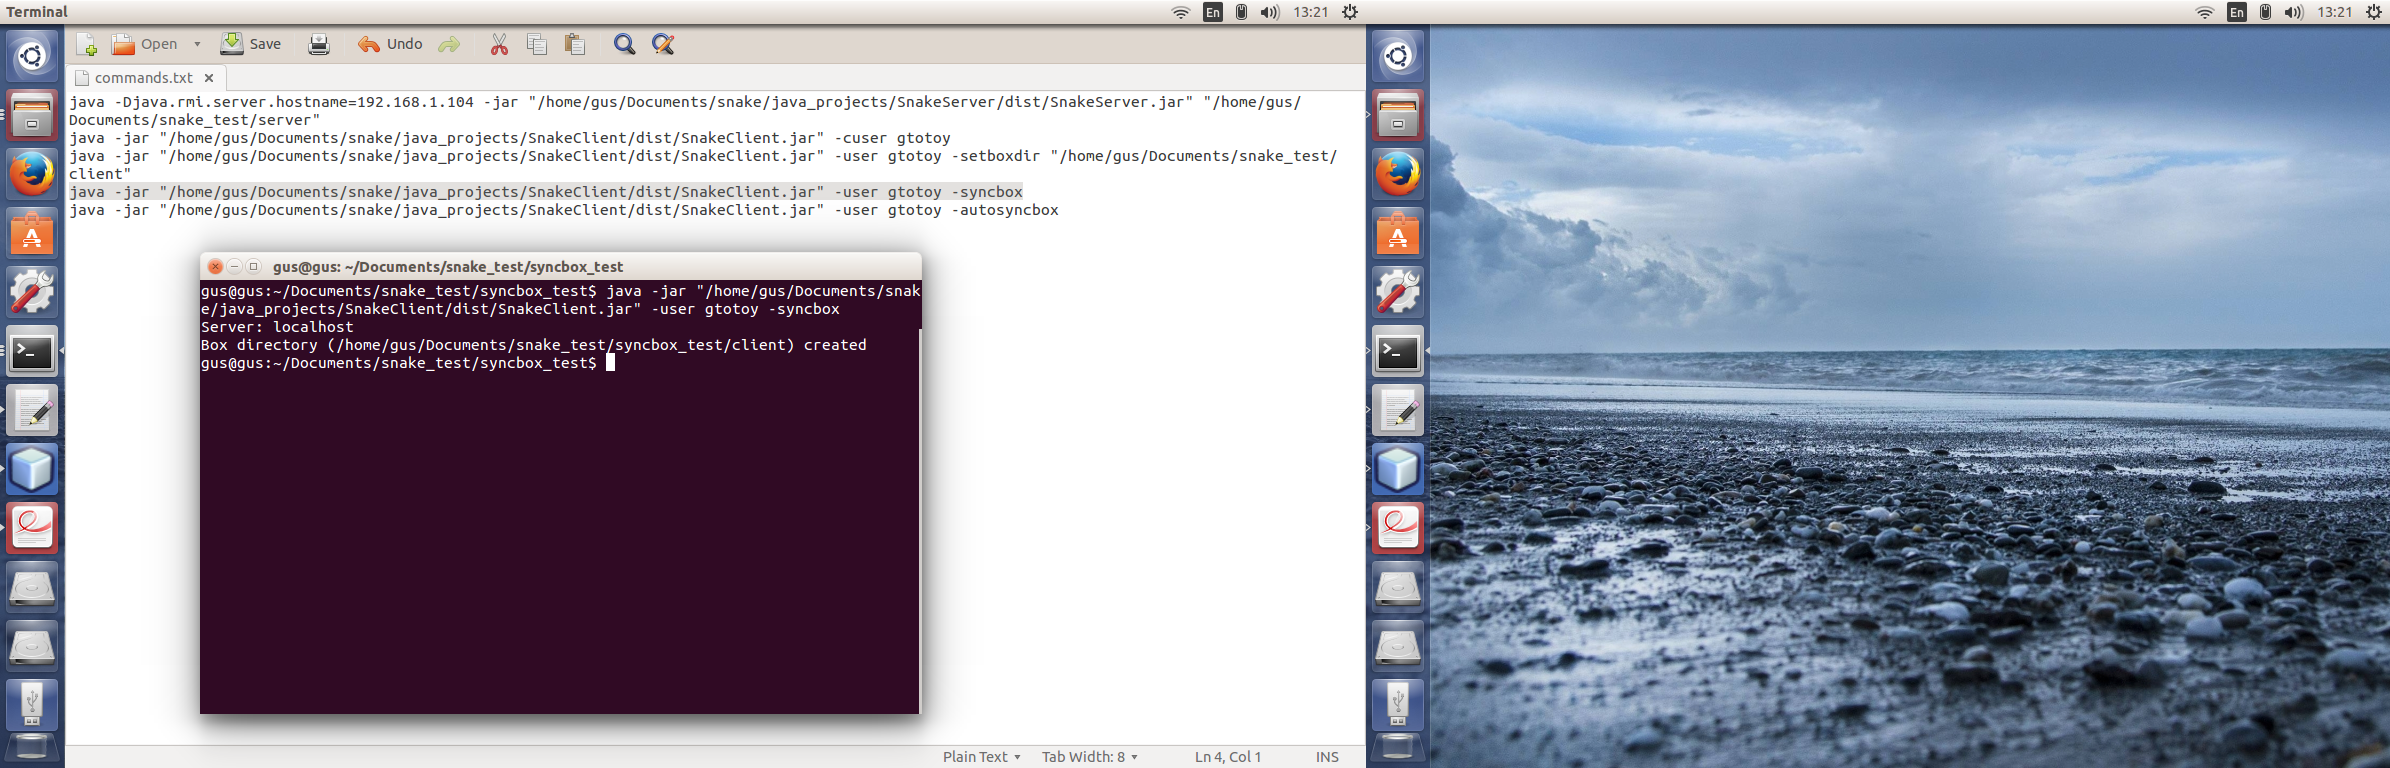 Terminal
En
13:21
En
13:21
Open
Save
Undo
commands.txt
java -Djava.rmi.server.hostname=192.168.1.104 -jar "/home/gus/Documents/snake/java_projects/SnakeServer/dist/SnakeServer.jar" "/home/gus/
Documents/snake_test/server"
java -jar "/home/gus/Documents/snake/java_projects/SnakeClient/dist/SnakeClient.jar" -cuser gtotoy
java -jar "/home/gus/Documents/snake/java_projects/SnakeClient/dist/SnakeClient.jar" -user gtotoy -setboxdir "/home/gus/Documents/snake_test/
client"
java -jar "/home/gus/Documents/snake/java_projects/SnakeClient/dist/SnakeClient.jar" -user gtotoy -syncbox
java -jar "/home/gus/Documents/snake/java_projects/SnakeClient/dist/SnakeClient.jar" -user gtotoy -autosyncbox
gus@gus: ~/Documents/snake_test/syncbox_test
gus@gus:~/Documents/snake_test/syncbox_test$ java -jar "/home/gus/Documents/snak
e/java_projects/SnakeClient/dist/SnakeClient.jar" -user gtotoy -syncbox
Server: localhost
Box directory (/home/gus/Documents/snake_test/syncbox_test/client) created
gus@gus:~/Documents/snake_test/syncbox_test$
Plain Text
Tab Width: 8
Ln 4, Col 1
INS